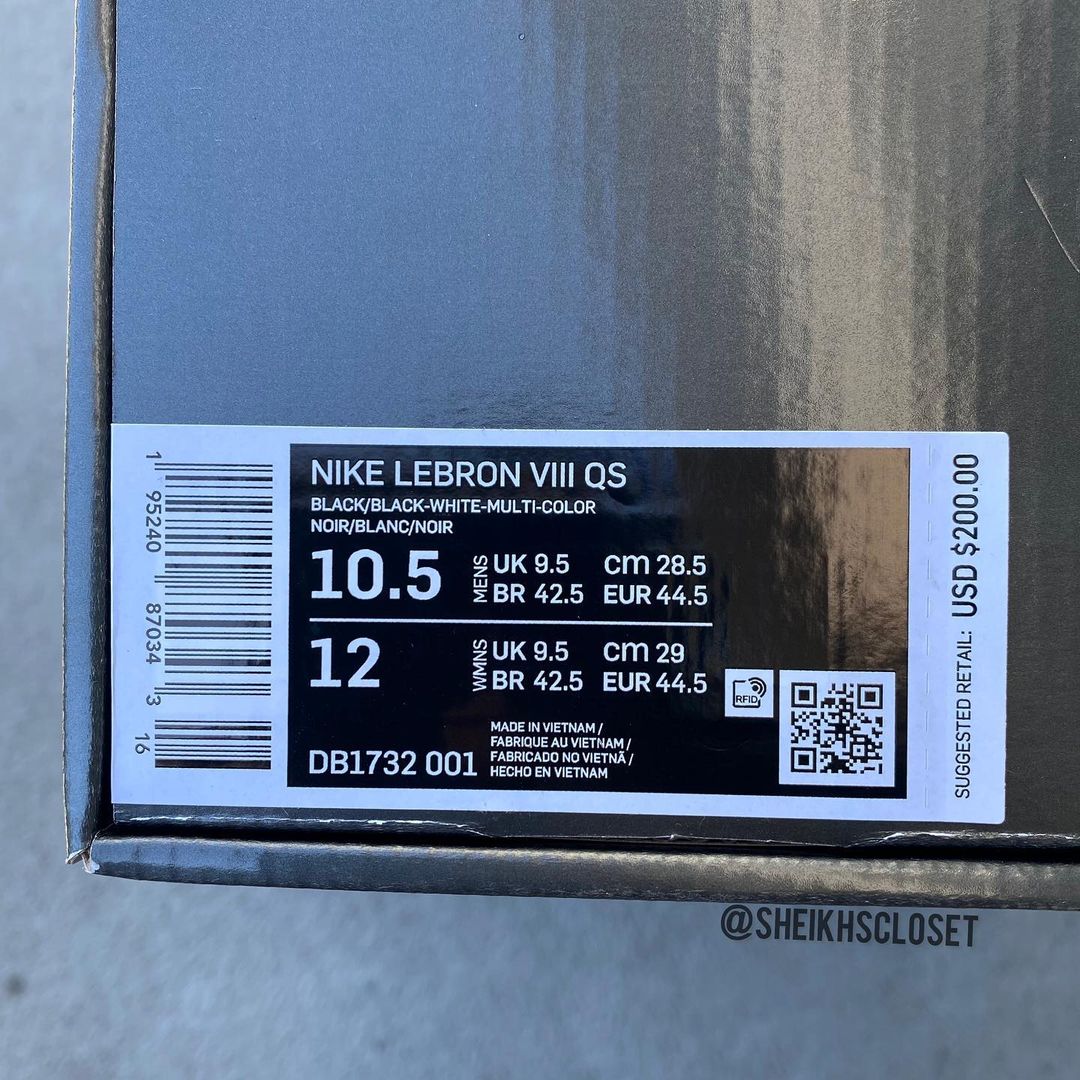 1 95240 87034 3 16
NIKE LEBRON VIII QS
BLACK/BLACK-WHITE-MULTI-COLOR
NOIR/BLANC/NOIR
10.5 MENS UK 9.5 CM 28.5
BR 42.5 EUR 44.5
12 WMNS UK 9.5 CM 29
BR 42.5 EUR 44.5
RFID
DB1732 001
MADE IN VIETNAM /
FABRIQUE AU VIETNAM /
FABRICADO NO VIETNÃ /
HECHO EN VIETNAM
SUGGESTED RETAIL: USD $200.00
@SHEIKHSCLOSET